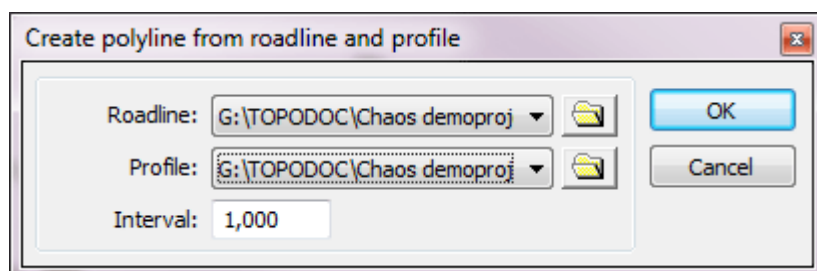 Create polyline from roadline and profile
Roadline: G:\TOPODOC\Chaos demoproj
OK
Profile: G:\TOPODOC\Chaos demoproj
Cancel
Interval: 1,000